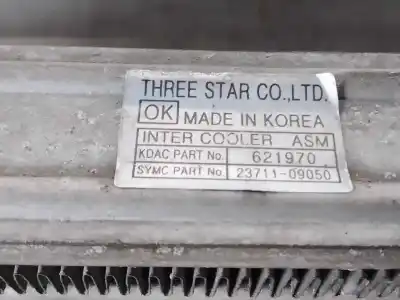 THREE STAR CO.,LTD.
OK MADE IN KOREA
INTER COOLER ASM
KDAC PART No. 621970
SYMC PART No. 23711-09050